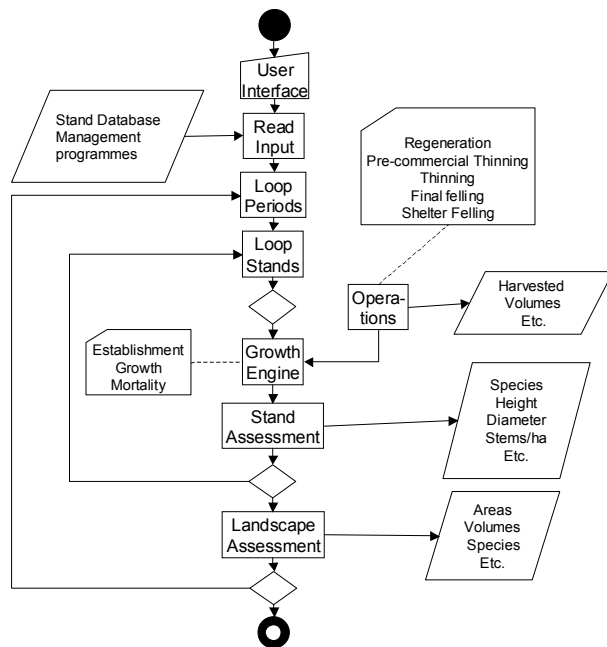 User
Interface
Stand Database
Management
programmes
Read
Input
Regeneration
Pre-commercial Thinning
Thinning
Final felling
Shelter Felling
Loop
Periods
Loop
Stands
Opera-
tions
Harvested
Volumes
Etc.
Establishment
Growth
Mortality
Growth
Engine
Stand
Assessment
Species
Height
Diameter
Stems/ha
Etc.
Landscape
Assessment
Areas
Volumes
Species
Etc.